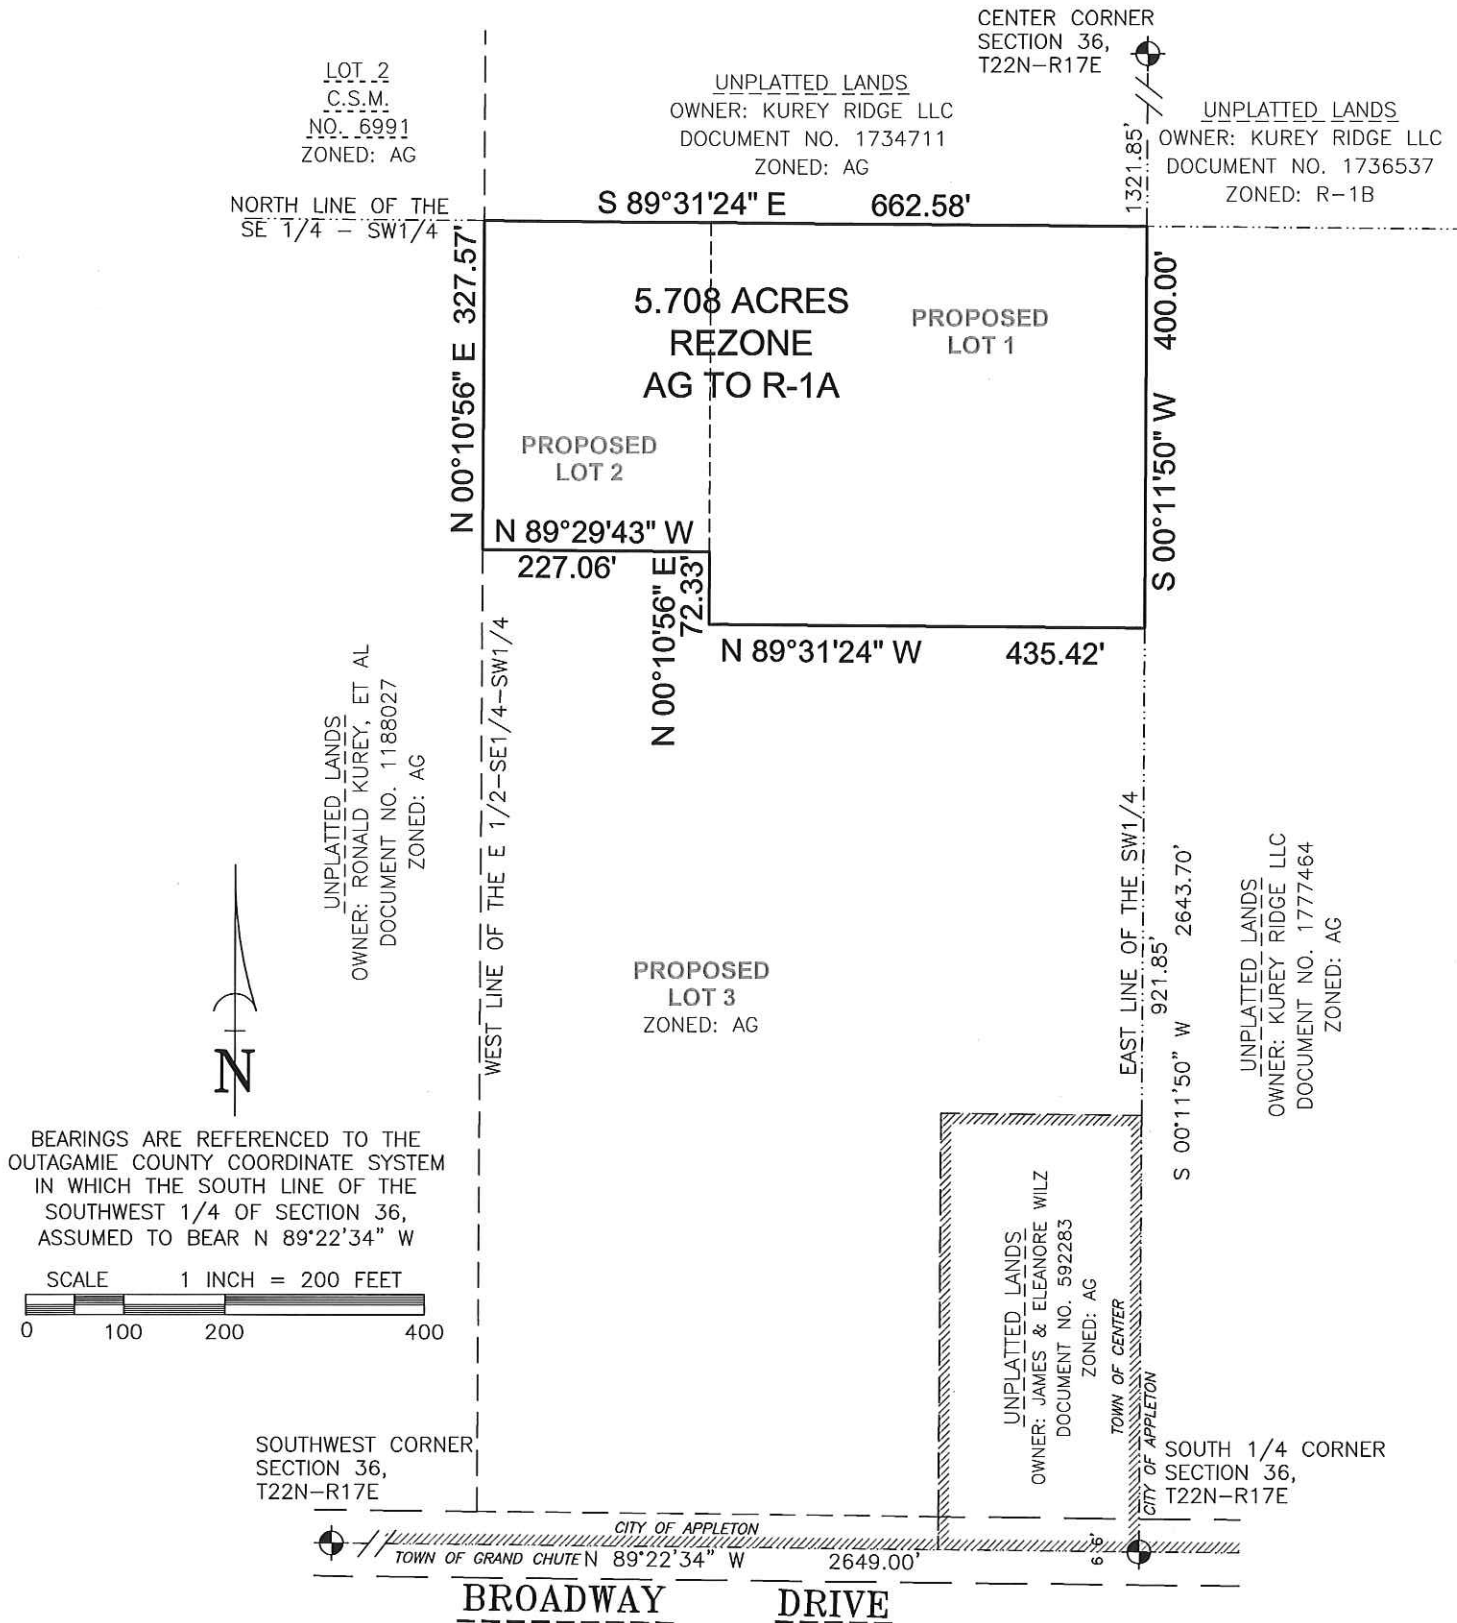 CENTER CORNER
SECTION 36,
T22N-R17E
LOT 2
C.S.M.
NO. 6991
ZONED: AG
UNPLATTED LANDS
OWNER: KUREY RIDGE LLC
DOCUMENT NO. 1734711
ZONED: AG
1321.85'
UNPLATTED LANDS
OWNER: KUREY RIDGE LLC
DOCUMENT NO. 1736537
ZONED: R-1B
NORTH LINE OF THE
SE 1/4 - SW1/4
S 89°31'24" E 662.58'
N 00°10'56" E 327.57'
5.708 ACRES
REZONE
AG TO R-1A
PROPOSED
LOT 1
S 00°11'50" W 400.00'
PROPOSED
LOT 2
N 89°29'43" W
227.06'
N 00°10'56" E
72.33'
N 89°31'24" W 435.42'
UNPLATTED LANDS
OWNER: RONALD KUREY, ET AL
DOCUMENT NO. 1188027
ZONED: AG
WEST LINE OF THE E 1/2-SE1/4-SW1/4
PROPOSED
LOT 3
ZONED: AG
EAST LINE OF THE SW1/4
921.85'
S 00°11'50" W 2643.70'
UNPLATTED LANDS
OWNER: KUREY RIDGE LLC
DOCUMENT NO. 1777464
ZONED: AG
N
BEARINGS ARE REFERENCED TO THE
OUTAGAMIE COUNTY COORDINATE SYSTEM
IN WHICH THE SOUTH LINE OF THE
SOUTHWEST 1/4 OF SECTION 36,
ASSUMED TO BEAR N 89°22'34" W
SCALE 1 INCH = 200 FEET
0 100 200 400
UNPLATTED LANDS
OWNER: JAMES & ELEANORE WILZ
DOCUMENT NO. 592283
ZONED: AG
TOWN OF CENTER
CITY OF APPLETON
SOUTHWEST CORNER
SECTION 36,
T22N-R17E
SOUTH 1/4 CORNER
SECTION 36,
T22N-R17E
CITY OF APPLETON
TOWN OF GRAND CHUTE N 89°22'34" W 2649.00'
66'
BROADWAY DRIVE